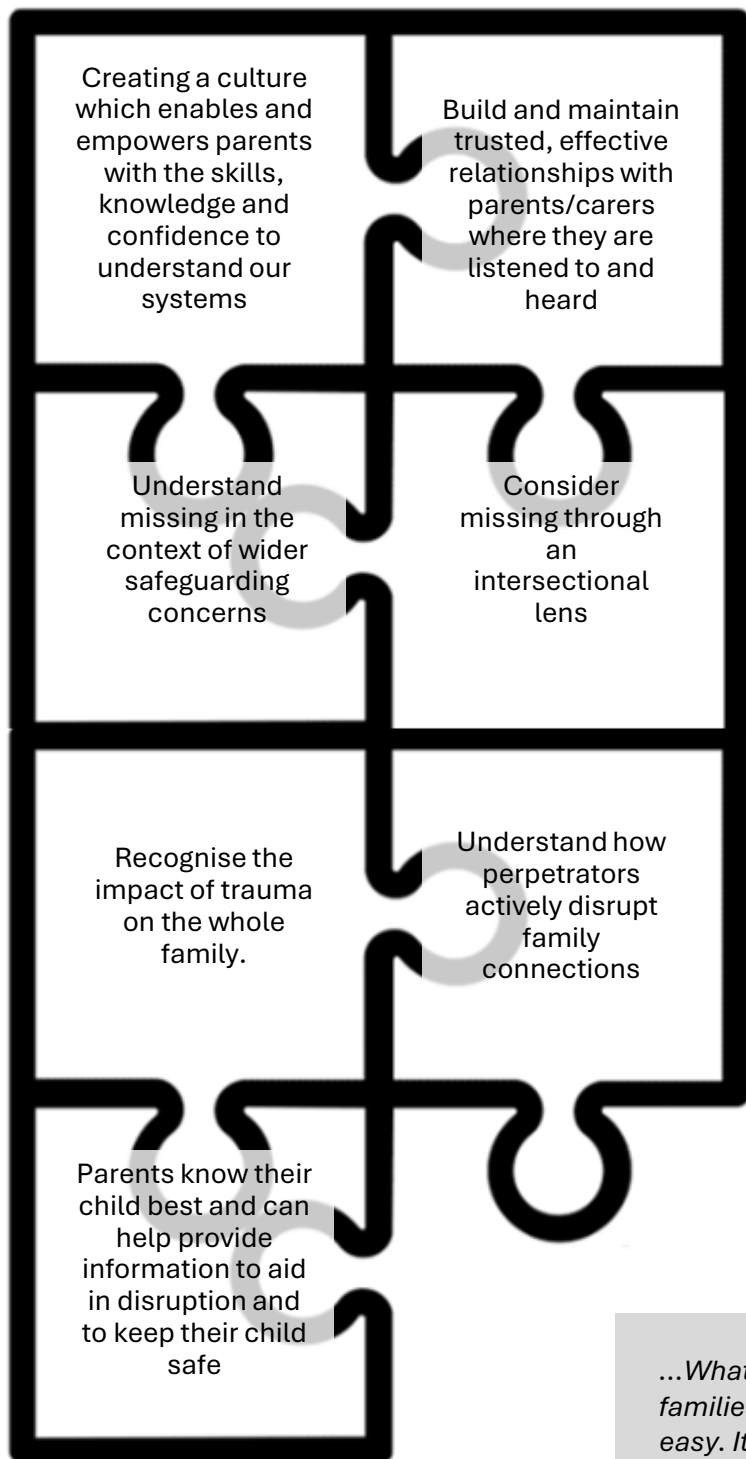 Creating a culture
which enables and
empowers parents
with the skills,
knowledge and
confidence to
understand our
systems
Build and maintain
trusted, effective
relationships with
parents/carers
where they are
listened to and
heard
Understand
missing in the
context of wider
safeguarding
concerns
Consider
missing through
an
intersectional
lens
Recognise the
impact of trauma
on the whole
family.
Understand how
perpetrators
actively disrupt
family
connections
Parents know their
child best and can
help provide
information to aid
in disruption and
to keep their child
safe
...What
familie
easy. It